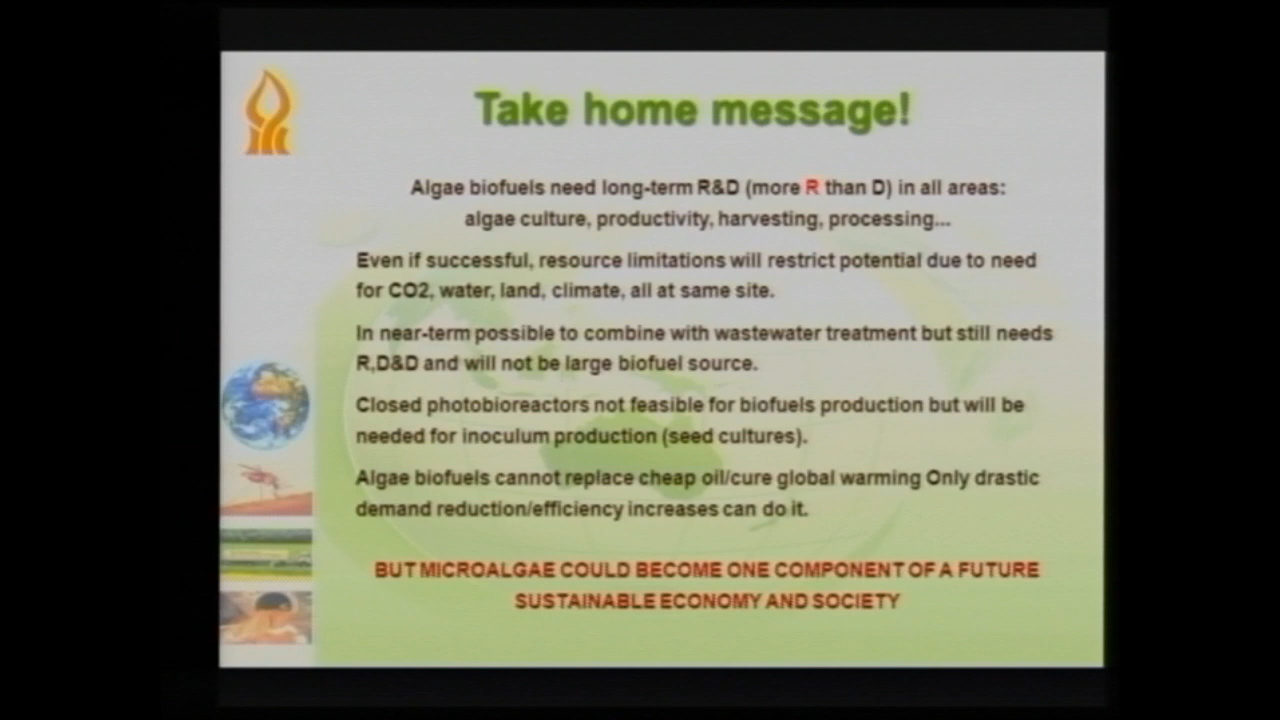 Take home message!
Algae biofuels need long-term R&D (more R than D) in all areas:
algae culture, productivity, harvesting, processing...
Even if successful, resource limitations will restrict potential due to need
for CO2, water, land, climate, all at same site.
In near-term possible to combine with wastewater treatment but still needs
R,D&D and will not be large biofuel source.
Closed photobioreactors not feasible for biofuels production but will be
needed for inoculum production (seed cultures).
Algae biofuels cannot replace cheap oil/cure global warming Only drastic
demand reduction/efficiency increases can do it.
BUT MICROALGAE COULD BECOME ONE COMPONENT OF A FUTURE
SUSTAINABLE ECONOMY AND SOCIETY